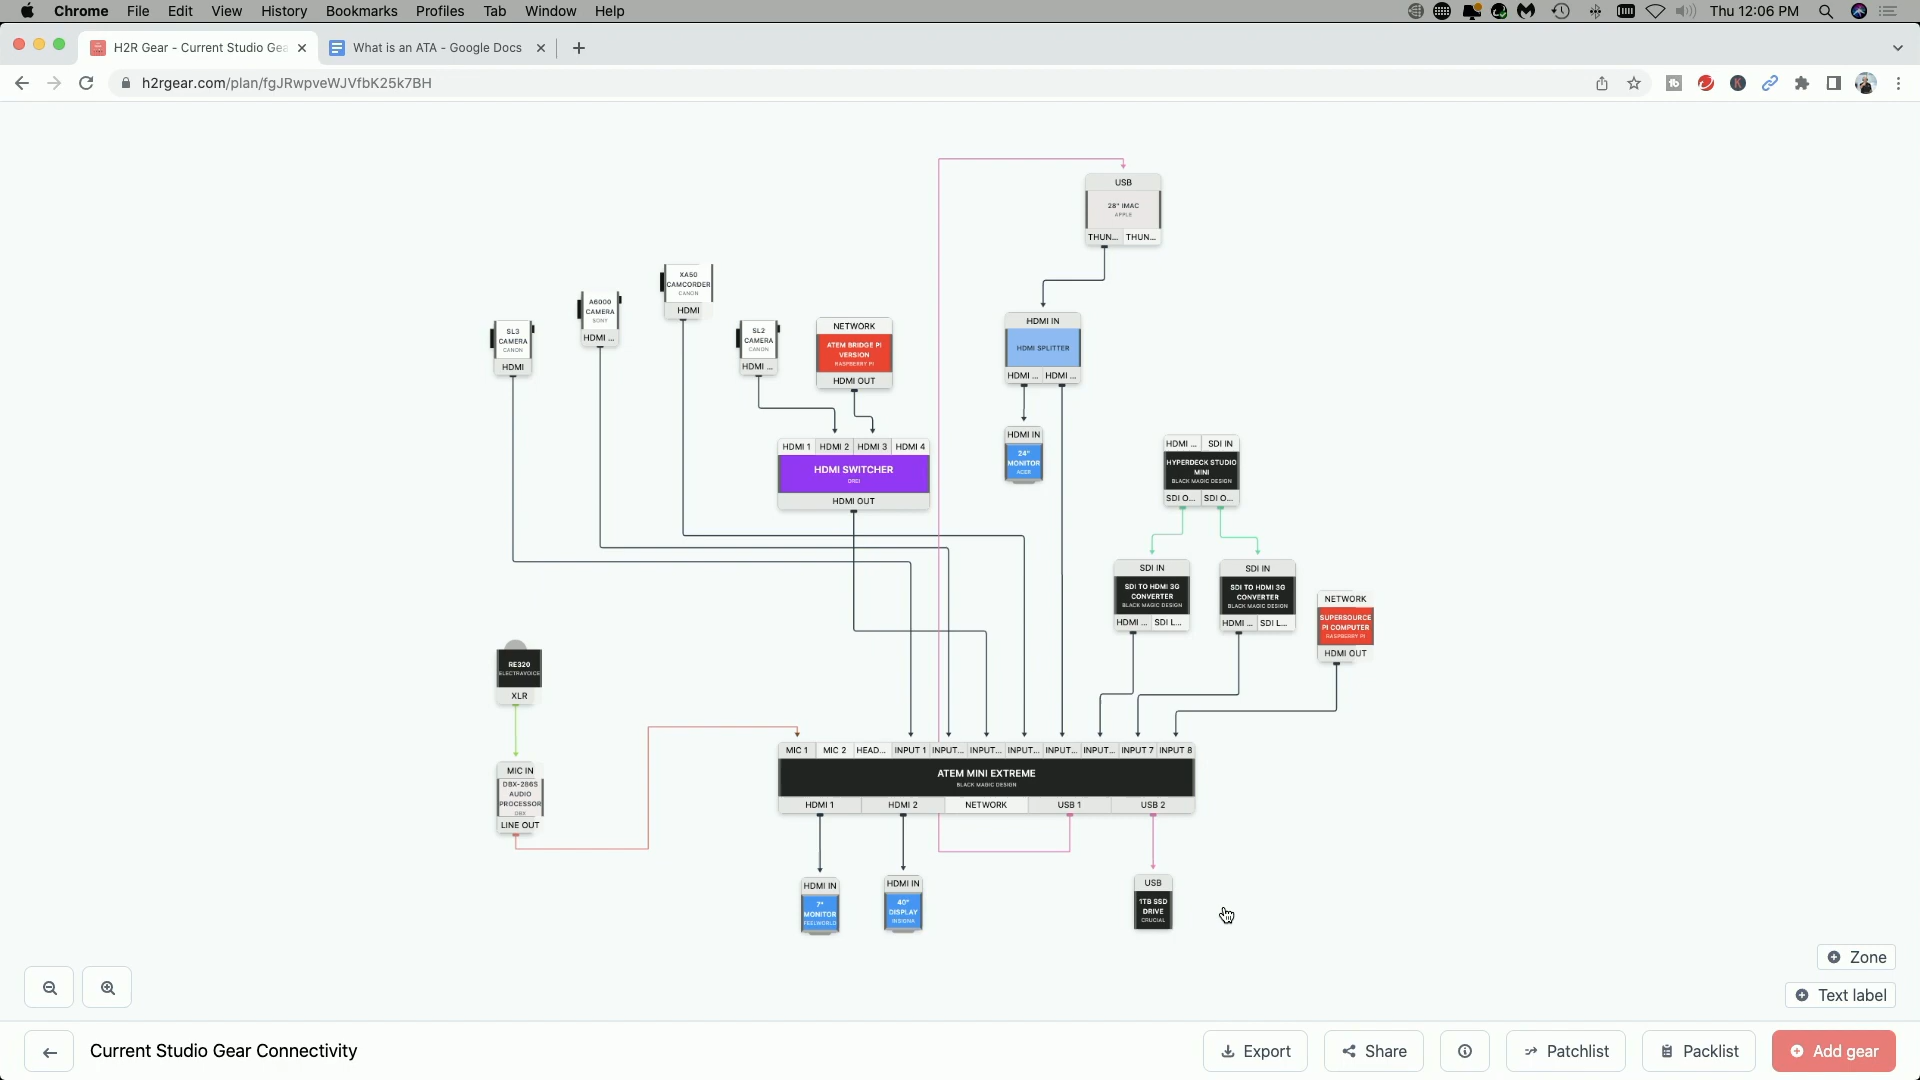 Chrome File Edit View History Bookmarks Profiles Tab Window Help Thu 12:06 PM
H2R Gear - Current Studio Gea What is an ATA - Google Docs
h2rgear.com/plan/fgJRwpveWJVfbK25k7BH
USB
28" IMAC
APPLE
THUN... THUN...
XA50
CAMCORDER
CANON
HDMI
A6000
CAMERA
SONY
HDMI ...
SL3
CAMERA
CANON
HDMI
SL2
CAMERA
CANON
HDMI ...
NETWORK
ATEM BRIDGE PI
VERSION
RASPBERRY PI
HDMI OUT
HDMI IN
HDMI SPLITTER
HDMI ... HDMI ...
HDMI 1 HDMI 2 HDMI 3 HDMI 4
HDMI SWITCHER
OREI
HDMI OUT
HDMI IN
24"
MONITOR
ACER
HDMI ... SDI IN
HYPERDECK STUDIO
MINI
BLACK MAGIC DESIGN
SDI O... SDI O...
SDI IN
SDI TO HDMI 3G
CONVERTER
BLACK MAGIC DESIGN
HDMI ... SDI L...
SDI IN
SDI TO HDMI 3G
CONVERTER
BLACK MAGIC DESIGN
HDMI ... SDI L...
NETWORK
SUPERSOURCE
PI COMPUTER
RASPBERRY PI
HDMI OUT
RE320
ELECTRAVOICE
XLR
MIC IN
DBX-286S
AUDIO
PROCESSOR
DBX
LINE OUT
MIC 1 MIC 2 HEAD... INPUT 1 INPUT... INPUT... INPUT... INPUT... INPUT... INPUT 7 INPUT 8
ATEM MINI EXTREME
BLACK MAGIC DESIGN
HDMI 1 HDMI 2 NETWORK USB 1 USB 2
HDMI IN
7"
MONITOR
FEELWORLD
HDMI IN
40"
DISPLAY
INSIGNIA
USB
1TB SSD
DRIVE
CRUCIAL
Zone
Text label
Current Studio Gear Connectivity
Export Share Patchlist Packlist Add gear